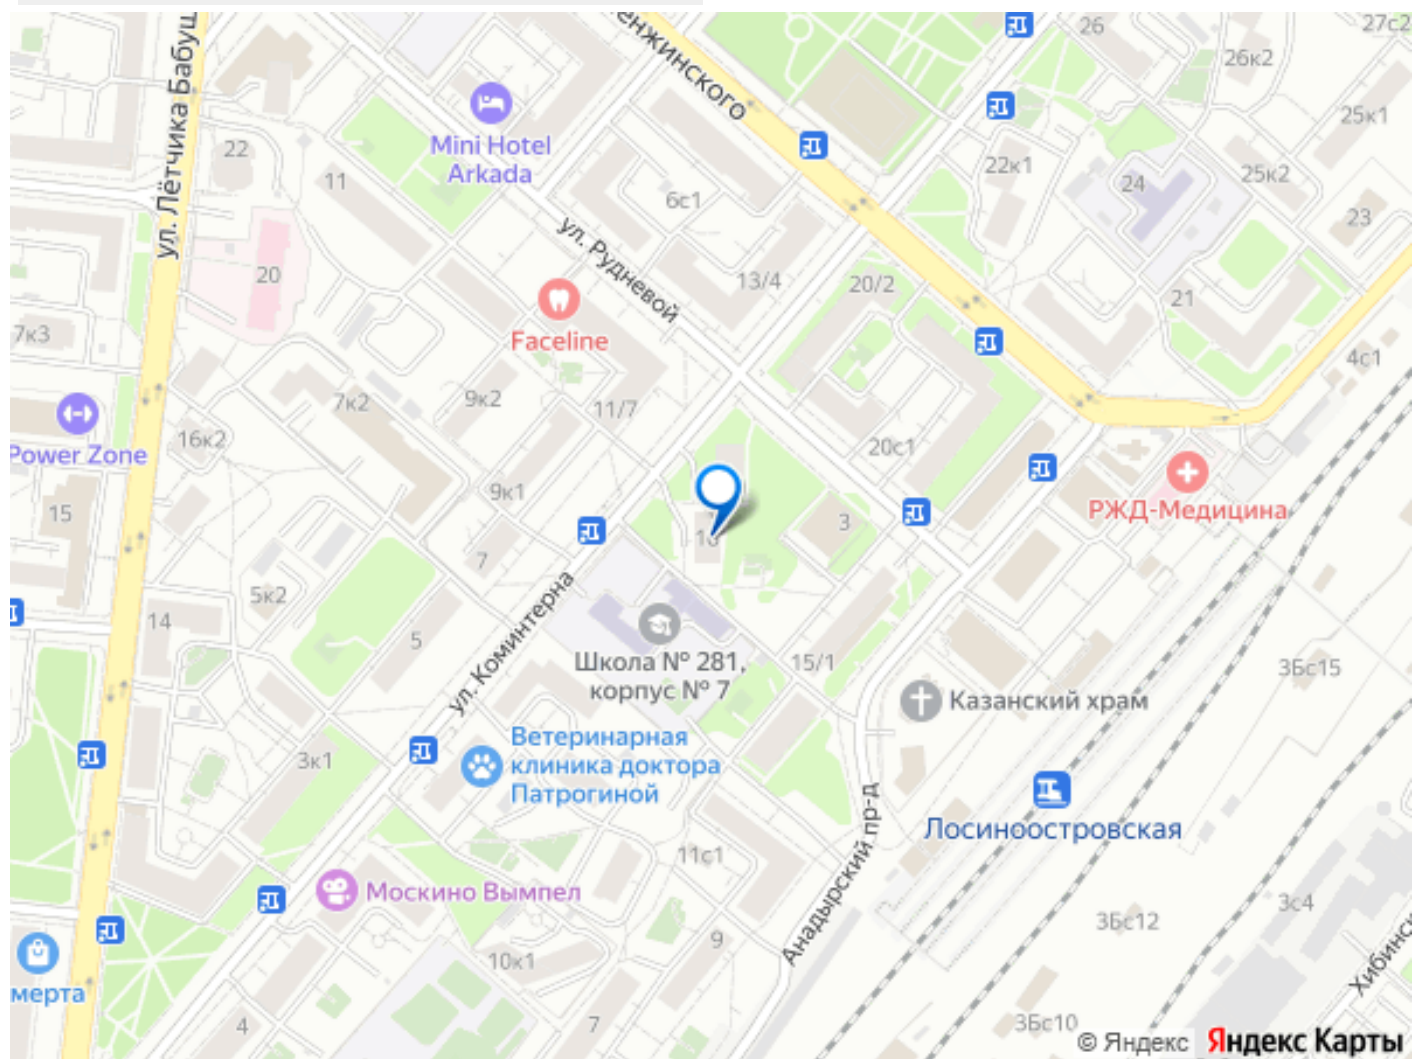 26
27с2
ул. Лётчика Бабуш
енжинского
26к2
25к1
Mini Hotel
Arkada
22
11
6с1
22к1
24
25к2
23
ул. Рудневой
20
13/4
20/2
21
7к3
Faceline
4с1
7к2
9к2
11/7
Power Zone
16к2
20с1
9к1
15
3
РЖД-Медицина
7
5к2
14
5
ул. Коминтерна
Школа № 281,
корпус № 7
15/1
3Бс15
Казанский храм
3к1
Ветеринарная
клиника доктора
Патрогиной
Анадырский пр-д
Лосиноостровская
11с1
Москино Вымпел
3Бс12
3с4
9
10к1
мерта
Хибинск
4
7
3Бс10
© Яндекс Яндекс Карты